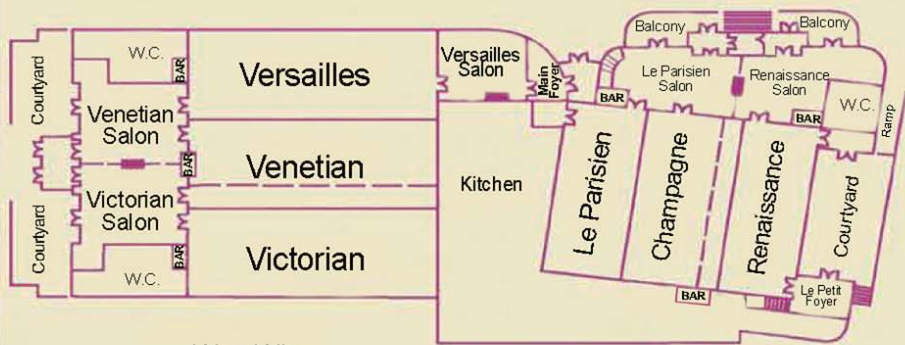 Courtyard
W.C.
BAR
Venetian
Salon
BAR
Victorian
Salon
BAR
W.C.
Courtyard
Versailles
Venetian
Victorian
Versailles
Salon
Main
Foyer
Kitchen
Balcony
Balcony
Le Parisien
Salon
Renaissance
Salon
BAR
BAR
W.C.
Ramp
Le Parisien
Champagne
Renaissance
Courtyard
BAR
Le Petit
Foyer